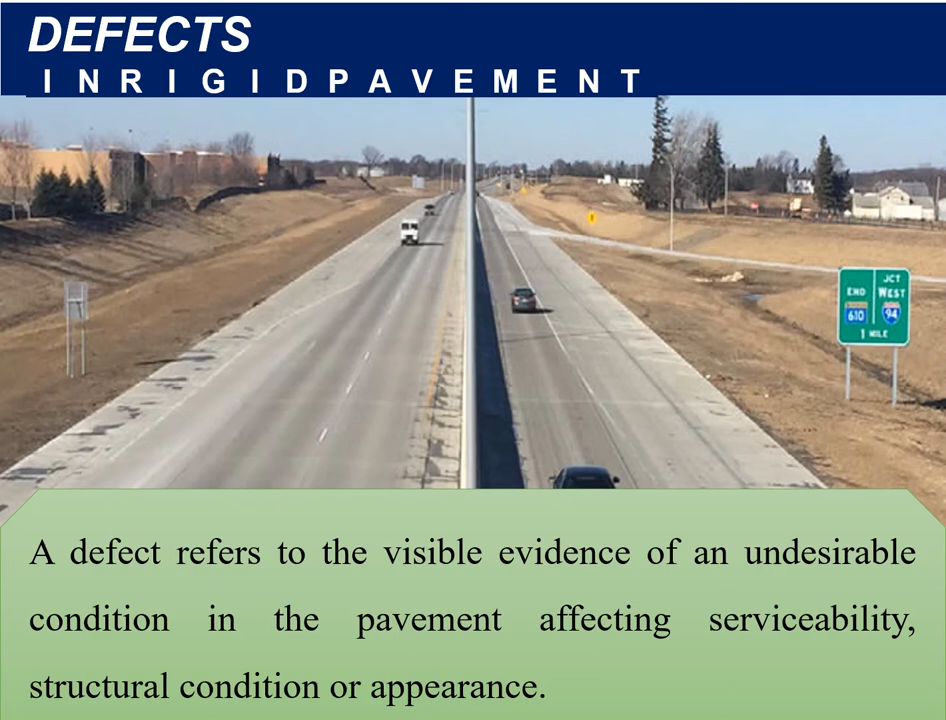 DEFECTS
I N R I G I D P A V E M E N T
JCT
END WEST
610 94
1 MILE
A defect refers to the visible evidence of an undesirable
condition in the pavement affecting serviceability,
structural condition or appearance.